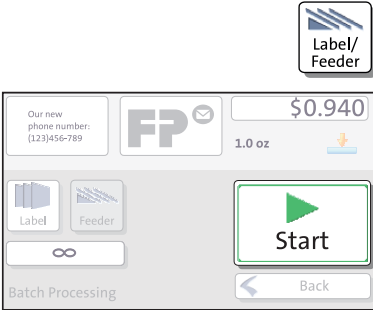 Label/
Feeder
Our new
phone number:
(123)456-789
FP
$0.940
1.0 oz
Label
Feeder
∞
Start
Batch Processing
Back